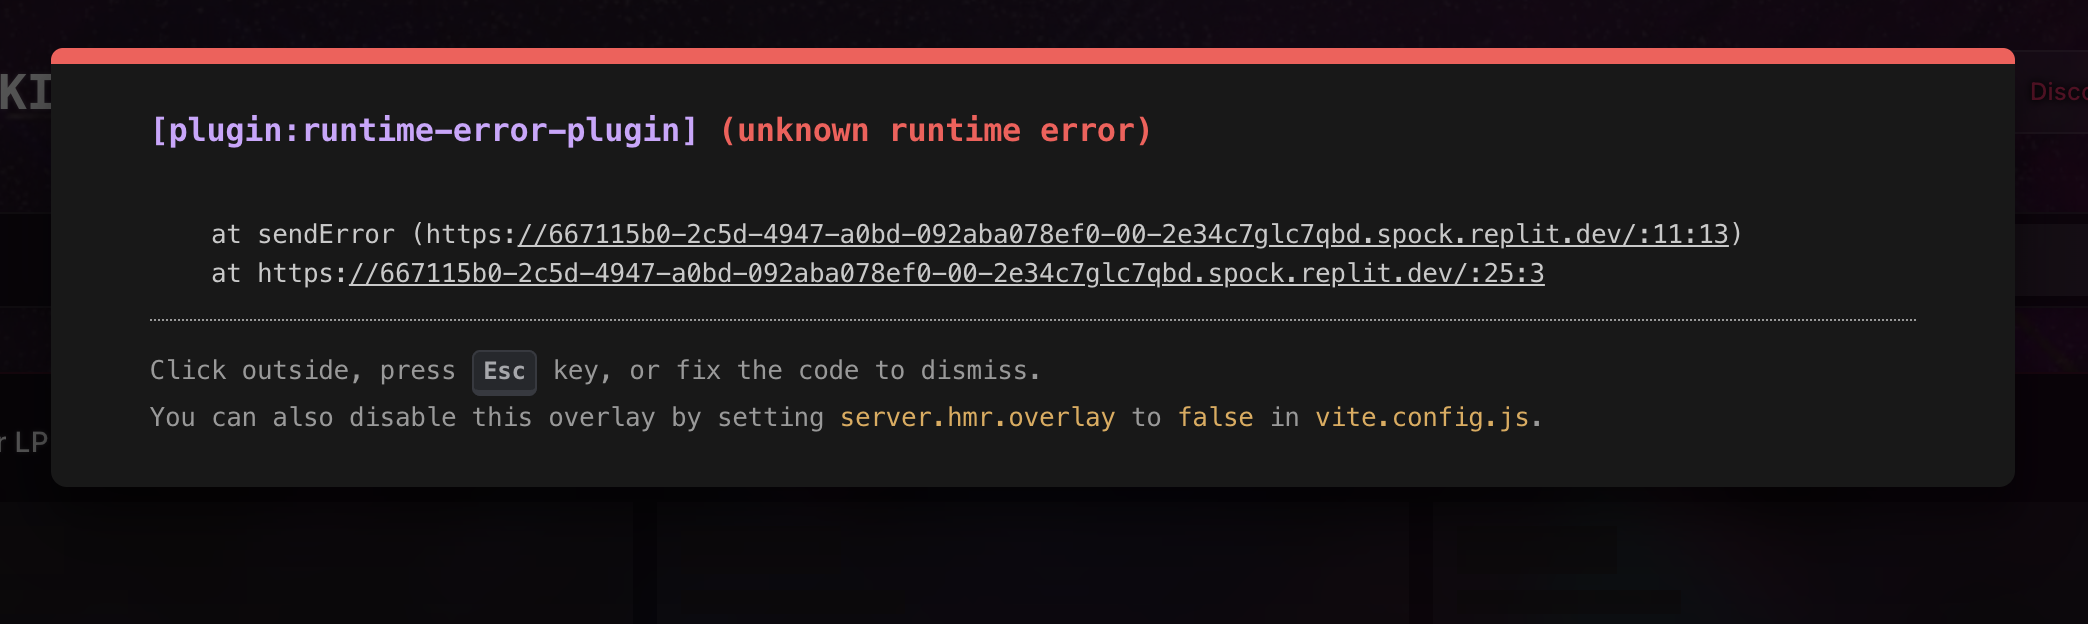 KI
Disco
[plugin:runtime-error-plugin] (unknown runtime error)
at sendError (https://667115b0-2c5d-4947-a0bd-092aba078ef0-00-2e34c7glc7qbd.spock.replit.dev/:11:13)
at https://667115b0-2c5d-4947-a0bd-092aba078ef0-00-2e34c7glc7qbd.spock.replit.dev/:25:3
Click outside, press Esc key, or fix the code to dismiss.
You can also disable this overlay by setting server.hmr.overlay to false in vite.config.js.
r LP